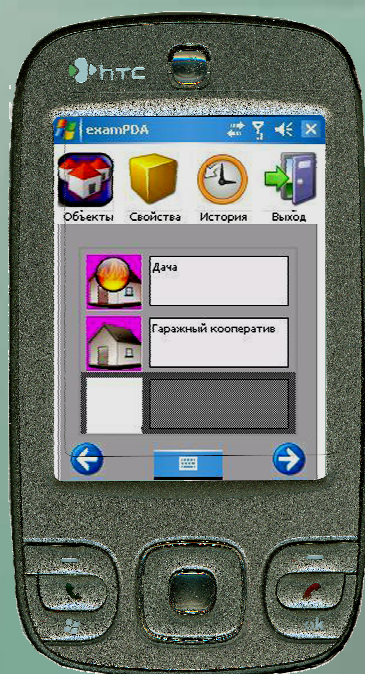 hTC
examPDA
Объекты Свойства История Выход
Дача
Гаражный кооператив